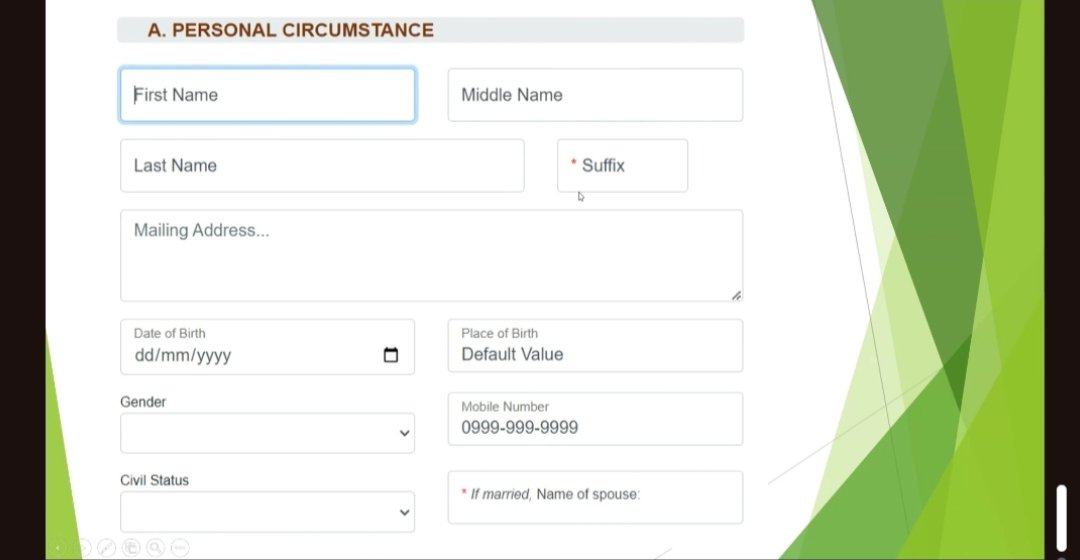 A. PERSONAL CIRCUMSTANCE
First Name
Middle Name
Last Name
* Suffix
Mailing Address...
Date of Birth
dd/mm/yyyy
Place of Birth
Default Value
Gender
Mobile Number
0999-999-9999
Civil Status
* If married, Name of spouse: